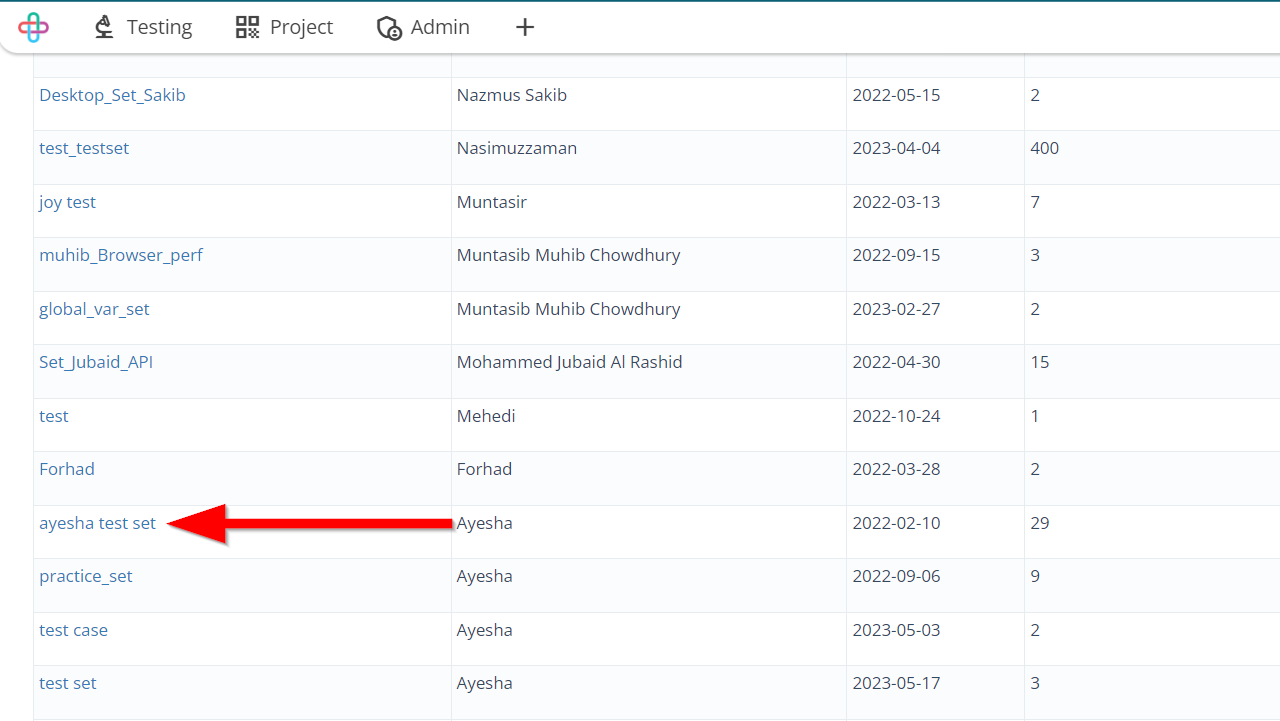 Testing Project Admin +
Desktop_Set_Sakib Nazmus Sakib 2022-05-15 2
test_testset Nasimuzzaman 2023-04-04 400
joy test Muntasir 2022-03-13 7
muhib_Browser_perf Muntasib Muhib Chowdhury 2022-09-15 3
global_var_set Muntasib Muhib Chowdhury 2023-02-27 2
Set_Jubaid_API Mohammed Jubaid Al Rashid 2022-04-30 15
test Mehedi 2022-10-24 1
Forhad Forhad 2022-03-28 2
ayesha test set Ayesha 2022-02-10 29
practice_set Ayesha 2022-09-06 9
test case Ayesha 2023-05-03 2
test set Ayesha 2023-05-17 3